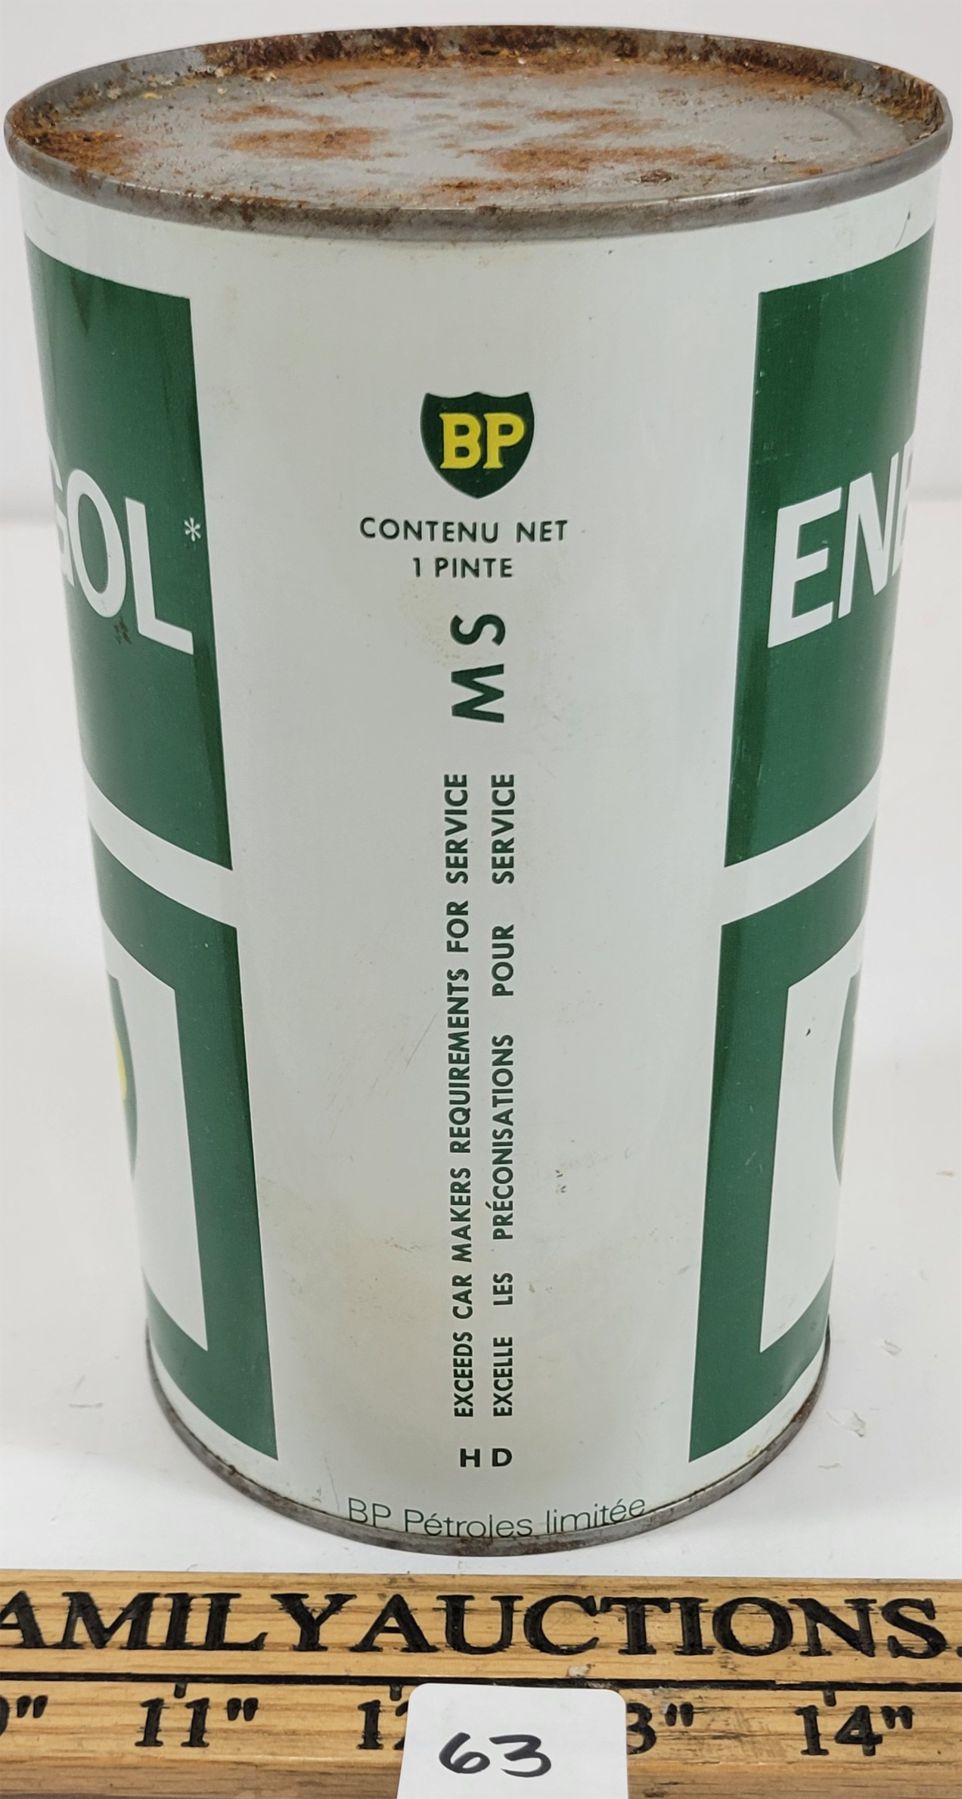 BP
CONTENU NET
1 PINTE
MS
EXCEEDS CAR MAKERS REQUIREMENTS FOR SERVICE
EXCELLE LES PRÉCONISATIONS POUR SERVICE
HD
BP Pétroles limitée
GOL*
ENE
AMILYAUCTIONS.
11" 14"
63